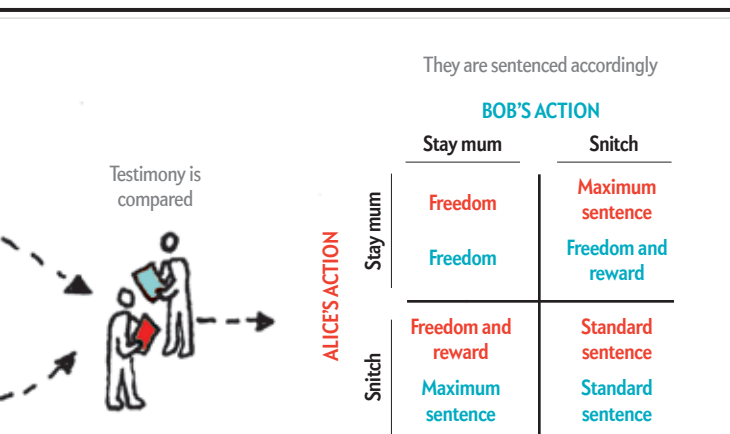 They are sentenced accordingly
BOB'S ACTION
Stay mum
Snitch
Testimony is
compared
ALICE'S ACTION
Stay mum
Freedom
Freedom
Maximum
sentence
Freedom and
reward
Snitch
Freedom and
reward
Maximum
sentence
Standard
sentence
Standard
sentence